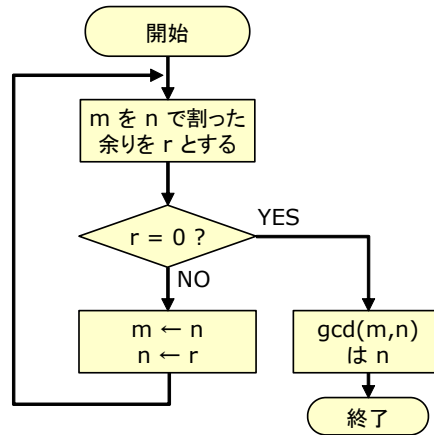 開始
m を n で割った
余りを r とする
r = 0 ?
YES
NO
m ← n
n ← r
gcd(m,n)
は n
終了